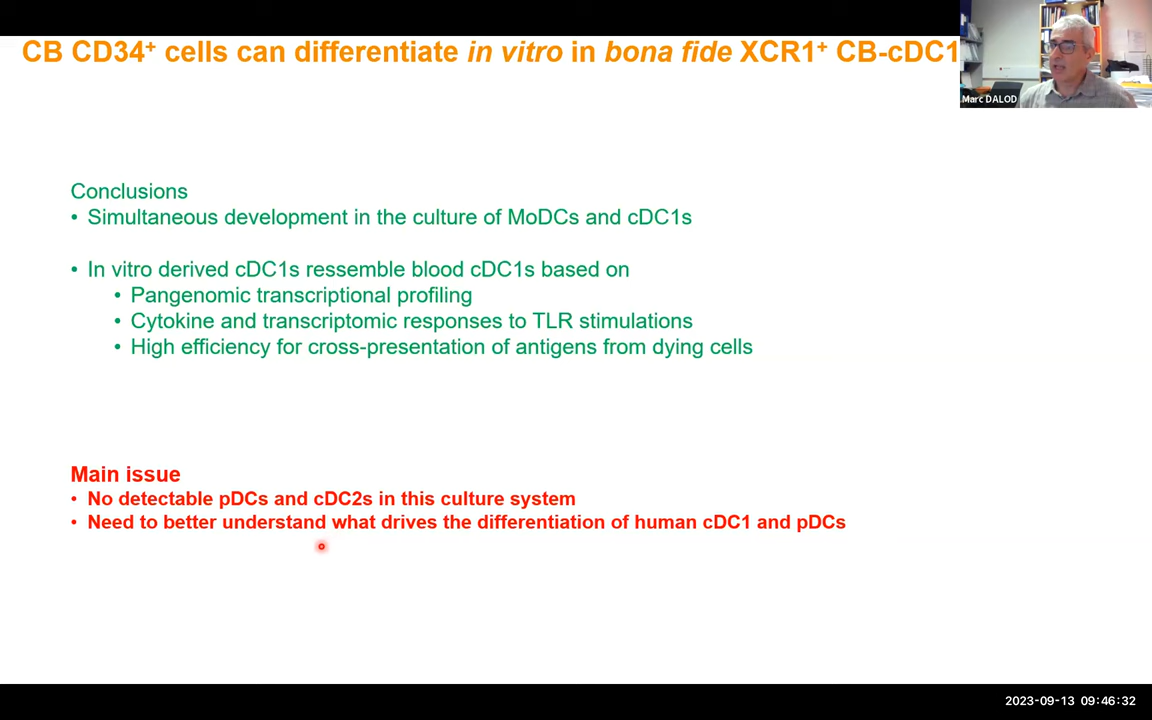 CB CD34⁺ cells can differentiate in vitro in bona fide XCR1⁺ CB-cDC1
Marc DALOD
Conclusions
• Simultaneous development in the culture of MoDCs and cDC1s
• In vitro derived cDC1s ressemble blood cDC1s based on
• Pangenomic transcriptional profiling
• Cytokine and transcriptomic responses to TLR stimulations
• High efficiency for cross-presentation of antigens from dying cells
Main issue
• No detectable pDCs and cDC2s in this culture system
• Need to better understand what drives the differentiation of human cDC1 and pDCs
2023-09-13 09:46:32